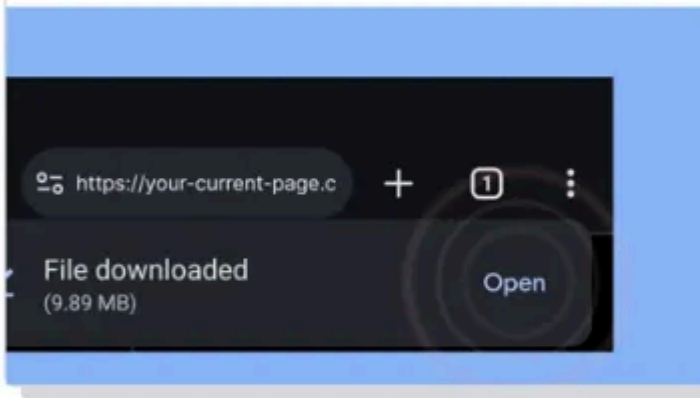 https://your-current-page.c
1
File downloaded
Open
(9.89 MB)